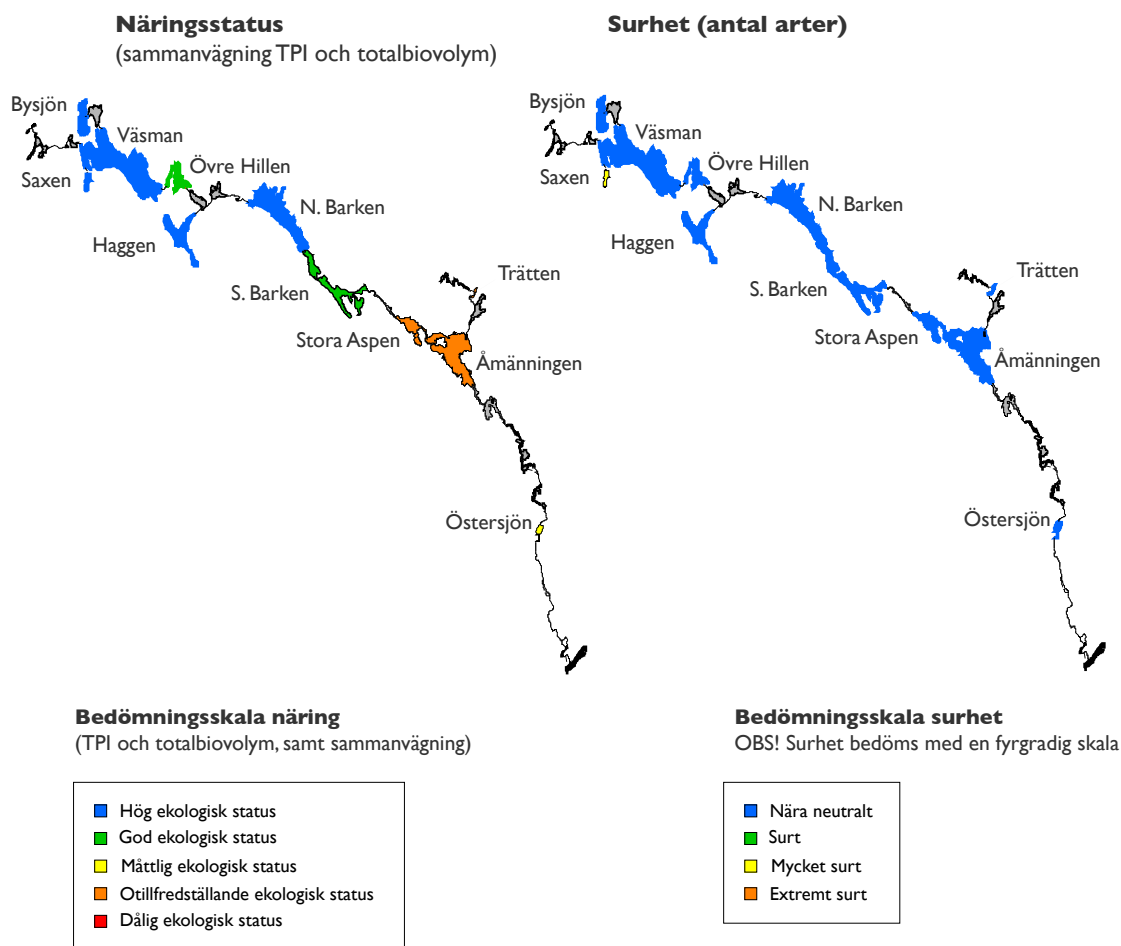 Näringsstatus
(sammanvägning TPI och totalbiovolym)
Bysjön
Väsman
Övre Hillen
Saxen
N. Barken
Haggen
Trätten
S. Barken
Stora Aspen
Åmänningen
Östersjön
Surhet (antal arter)
Bysjön
Väsman
Övre Hillen
Saxen
N. Barken
Haggen
Trätten
S. Barken
Stora Aspen
Åmänningen
Östersjön
Bedömningsskala näring
(TPI och totalbiovolym, samt sammanvägning)
Hög ekologisk status
God ekologisk status
Måttlig ekologisk status
Otillfredställande ekologisk status
Dålig ekologisk status
Bedömningsskala surhet
OBS! Surhet bedöms med en fyrgradig skala
Nära neutralt
Surt
Mycket surt
Extremt surt